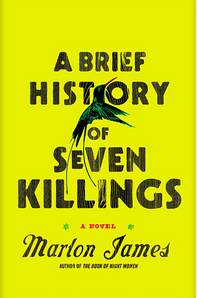 A BRIEF
HISTORY
OF
SEVEN
KILLINGS
A NOVEL
Marlon James
AUTHOR OF THE BOOK OF NIGHT WOMEN